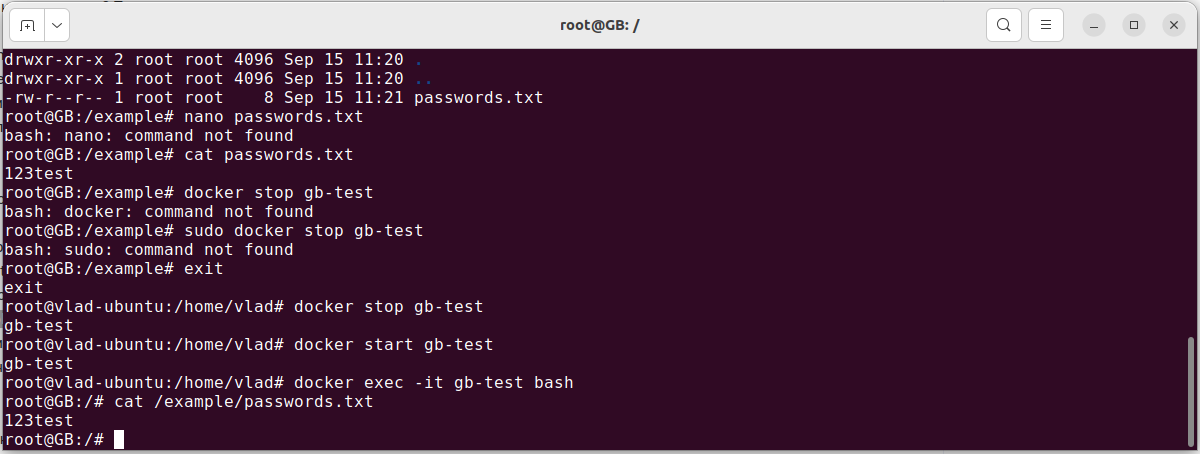 root@GB: /
drwxr-xr-x 2 root root 4096 Sep 15 11:20 .
drwxr-xr-x 1 root root 4096 Sep 15 11:20 ..
-rw-r--r-- 1 root root    8 Sep 15 11:21 passwords.txt
root@GB:/example# nano passwords.txt
bash: nano: command not found
root@GB:/example# cat passwords.txt
123test
root@GB:/example# docker stop gb-test
bash: docker: command not found
root@GB:/example# sudo docker stop gb-test
bash: sudo: command not found
root@GB:/example# exit
exit
root@vlad-ubuntu:/home/vlad# docker stop gb-test
gb-test
root@vlad-ubuntu:/home/vlad# docker start gb-test
gb-test
root@vlad-ubuntu:/home/vlad# docker exec -it gb-test bash
root@GB:/# cat /example/passwords.txt
123test
root@GB:/#